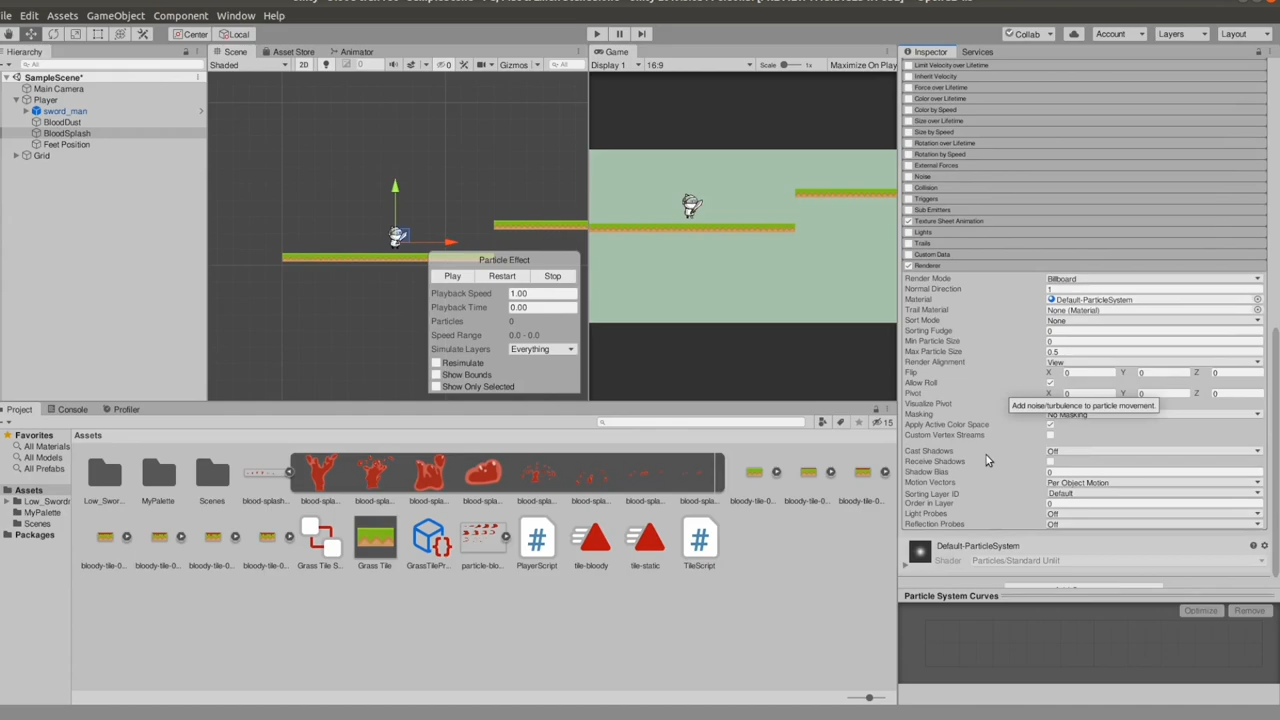 Edit Assets GameObject Component Window Help
Center Local
Collab Account Layers Layout
Hierarchy
All
SampleScene*
Main Camera
Player
sword_man
BloodDust
BloodSplash
Feet Position
Grid
Scene Asset Store Animator
Shaded 2D 0 Gizmos All
Particle Effect
Play Restart Stop
Playback Speed 1.00
Playback Time 0.00
Particles 0
Speed Range 0.0 - 0.0
Simulate Layers Everything
Resimulate
Show Bounds
Show Only Selected
Game
Display 1 16:9 Scale 1x Maximize On Play
Inspector Services
Limit Velocity over Lifetime
Inherit Velocity
Force over Lifetime
Color over Lifetime
Color by Speed
Size over Lifetime
Size by Speed
Rotation over Lifetime
Rotation by Speed
External Forces
Noise
Collision
Triggers
Sub Emitters
Texture Sheet Animation
Lights
Trails
Custom Data
Renderer
Render Mode Billboard
Normal Direction 1
Material Default-ParticleSystem
Trail Material None (Material)
Sort Mode None
Sorting Fudge 0
Min Particle Size 0
Max Particle Size 0.5
Render Alignment View
Flip X 0 Y 0 Z 0
Allow Roll
Pivot X 0 Y 0 Z 0
Visualize Pivot
Add noise/turbulence to particle movement.
Masking No Masking
Apply Active Color Space
Custom Vertex Streams
Cast Shadows Off
Receive Shadows
Shadow Bias 0
Motion Vectors Per Object Motion
Sorting Layer ID Default
Order in Layer 0
Light Probes Off
Reflection Probes Off
Default-ParticleSystem
Shader Particles/Standard Unlit
Particle System Curves
Optimize Remove
Project Console Profiler
15
Favorites
All Materials
All Models
All Prefabs
Assets
Low_Swordm
MyPalette
Scenes
Packages
Assets
Low_Swor... MyPalette Scenes blood-splash... blood-spla... blood-spla... blood-spla... blood-spla... blood-spla... blood-spla... blood-spla... blood-spla... bloody-tile-0... bloody-tile-0... bloody-tile-0...
bloody-tile-0... bloody-tile-0... bloody-tile-0... bloody-tile-0... Grass Tile S... Grass Tile GrassTilePr... particle-blo... PlayerScript tile-bloody tile-static TileScript